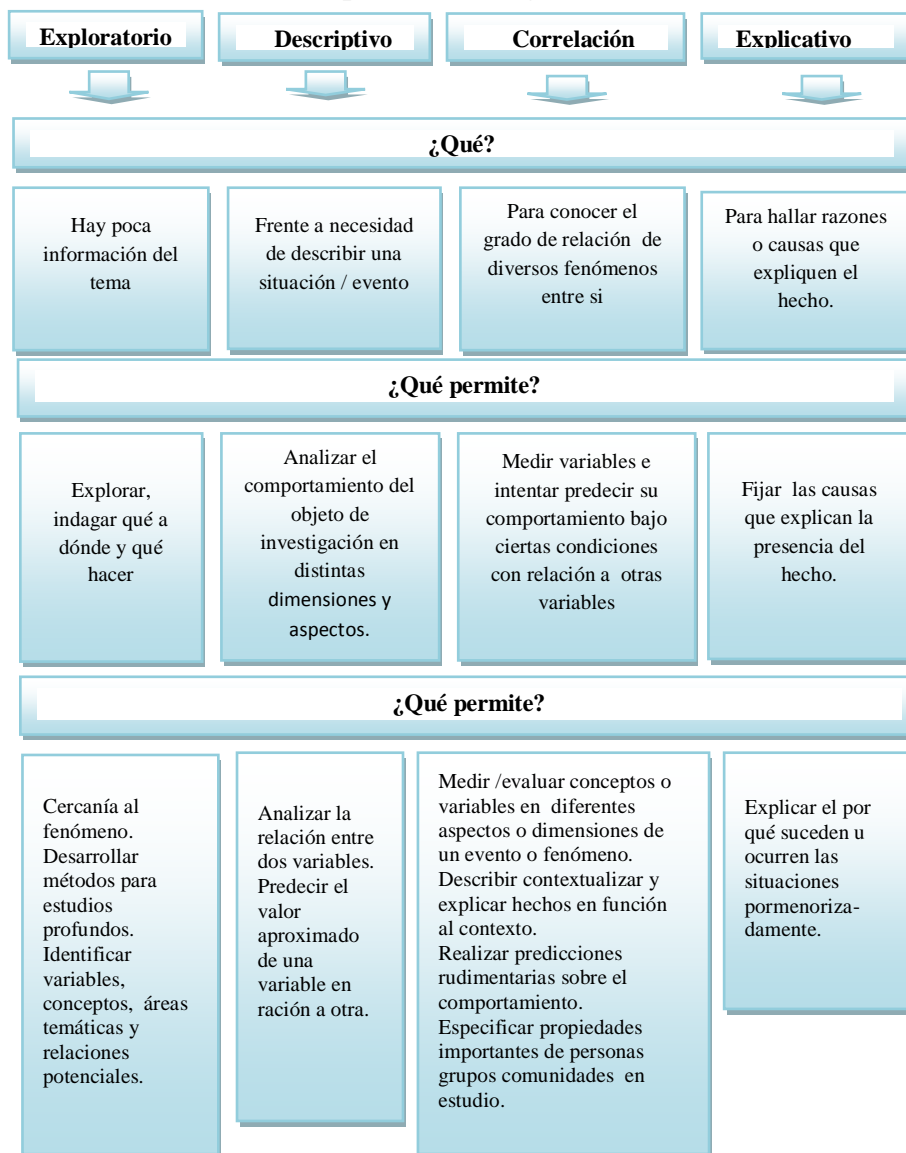 Exploratorio
Descriptivo
Correlación
Explicativo
¿Qué?
Hay poca
información del
tema
Frente a necesidad
de describir una
situación / evento
Para conocer el
grado de relación de
diversos fenómenos
entre si
Para hallar razones
o causas que
expliquen el
hecho.
¿Qué permite?
Explorar,
indagar qué a
dónde y qué
hacer
Analizar el
comportamiento del
objeto de
investigación en
distintas
dimensiones y
aspectos.
Medir variables e
intentar predecir su
comportamiento bajo
ciertas condiciones
con relación a otras
variables
Fijar las causas
que explican la
presencia del
hecho.
¿Qué permite?
Cercanía al
fenómeno.
Desarrollar
métodos para
estudios
profundos.
Identificar
variables,
conceptos, áreas
temáticas y
relaciones
potenciales.
Analizar la
relación entre
dos variables.
Predecir el
valor
aproximado
de una
variable en
ración a otra.
Medir /evaluar conceptos o
variables en diferentes
aspectos o dimensiones de
un evento o fenómeno.
Describir contextualizar y
explicar hechos en función
al contexto.
Realizar predicciones
rudimentarias sobre el
comportamiento.
Especificar propiedades
importantes de personas
grupos comunidades en
estudio.
Explicar el por
qué suceden u
ocurren las
situaciones
pormenoriza-
damente.